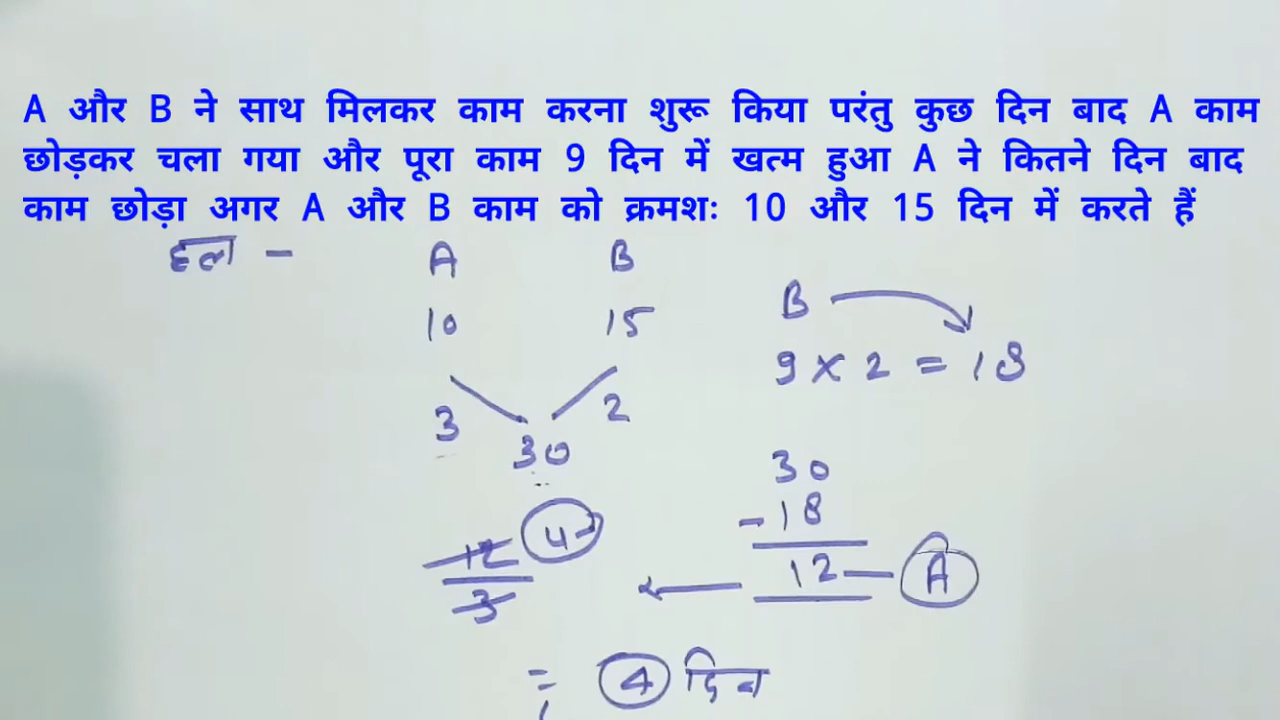 A और B ने साथ मिलकर काम करना शुरू किया परंतु कुछ दिन बाद A काम
छोड़कर चला गया और पूरा काम 9 दिन में खत्म हुआ A ने कितने दिन बाद
काम छोड़ा अगर A और B काम को क्रमशः 10 और 15 दिन में करते हैं
हल - A B
10 15
3 30 2
B
9 × 2 = 18
30
- 18
12 - A
12 4
3
= 4 दिन